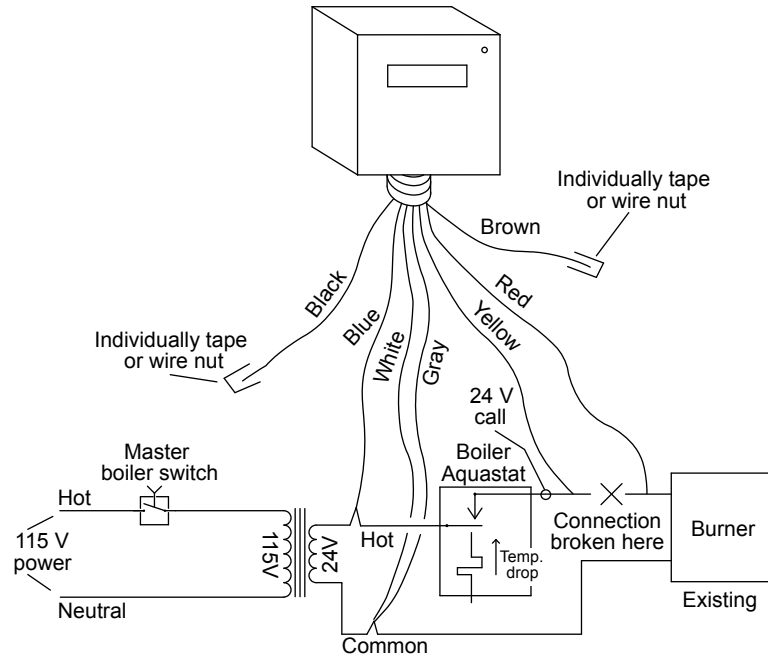 Individually tape
or wire nut
Brown
Black
Blue
White
Gray
Yellow
Red
Individually tape
or wire nut
24 V
call
Master
boiler switch
Boiler
Aquastat
Hot
115 V
power
Neutral
115V
24V
Hot
Temp.
drop
Connection
broken here
Burner
Existing
Common